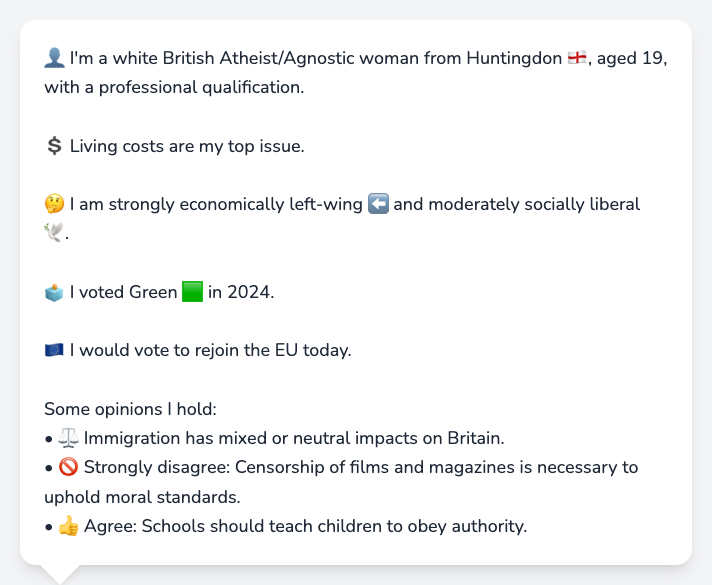 👤 I'm a white British Atheist/Agnostic woman from Huntingdon 🏴󠁧󠁢󠁥󠁮󠁧󠁿, aged 19,
with a professional qualification.
💲 Living costs are my top issue.
🤔 I am strongly economically left-wing ⬅️ and moderately socially liberal
🕊️.
🗳️ I voted Green 🟩 in 2024.
🇪🇺 I would vote to rejoin the EU today.
Some opinions I hold:
• ⚖️ Immigration has mixed or neutral impacts on Britain.
• 🚫 Strongly disagree: Censorship of films and magazines is necessary to
uphold moral standards.
• 👍 Agree: Schools should teach children to obey authority.